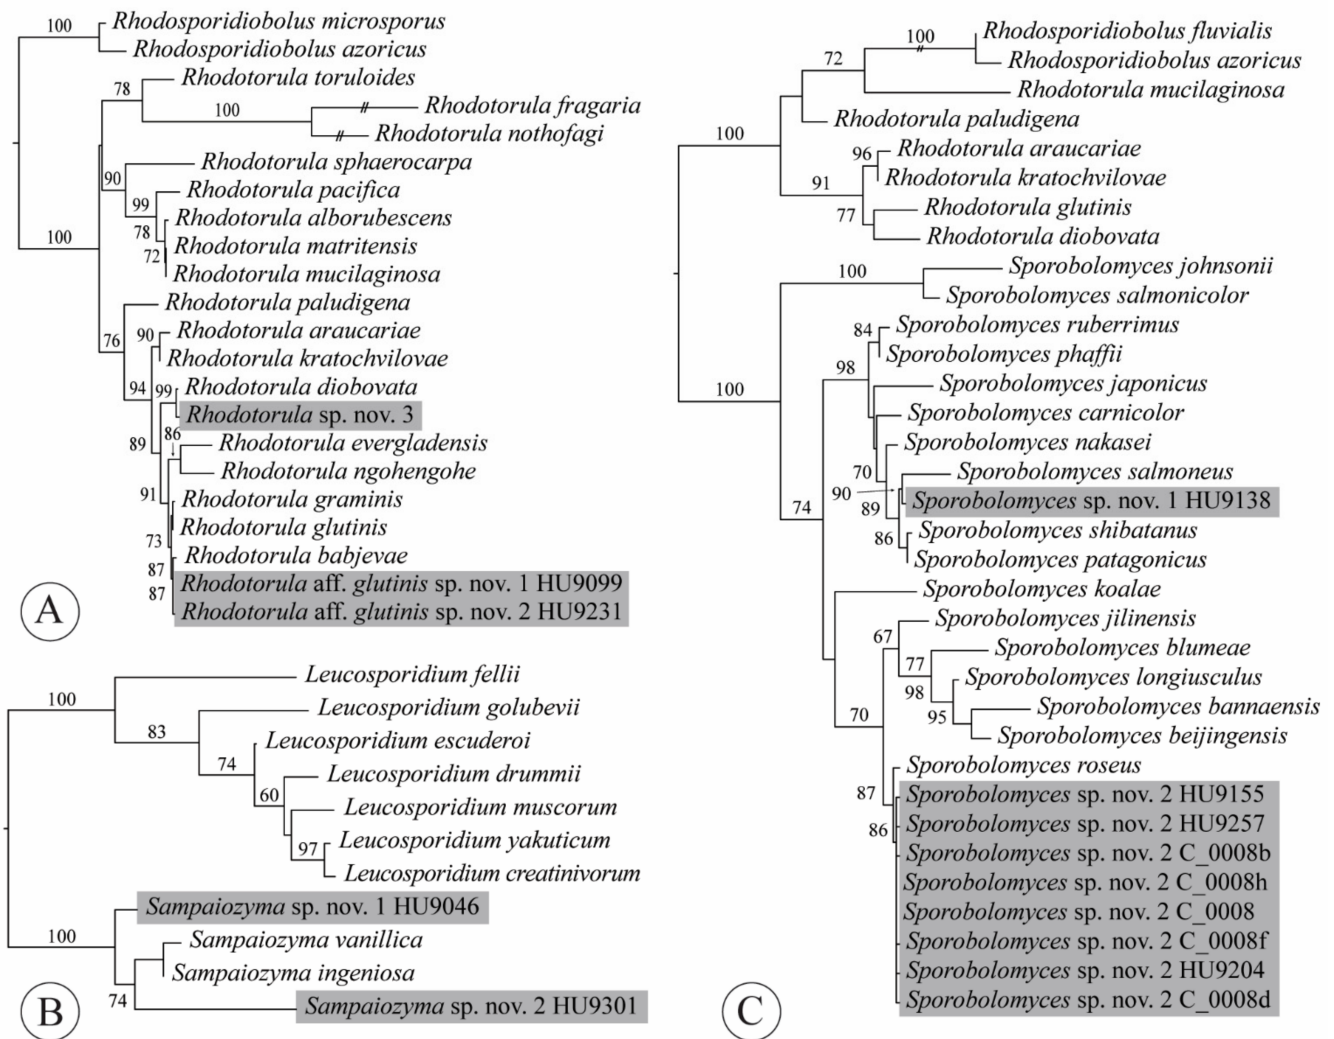 100
Rhodosporidiobolus microsporus
Rhodosporidiobolus azoricus
Rhodotorula toruloides
78
Rhodotorula fragaria
100
Rhodotorula nothofagi
Rhodotorula sphaerocarpa
90
Rhodotorula pacifica
99
Rhodotorula alborubescens
78
Rhodotorula matritensis
72
Rhodotorula mucilaginosa
100
Rhodotorula paludigena
76
90
Rhodotorula araucariae
Rhodotorula kratochvilovae
94
99
Rhodotorula diobovata
Rhodotorula sp. nov. 3
86
89
Rhodotorula evergladensis
Rhodotorula ngohengohe
91
Rhodotorula graminis
Rhodotorula glutinis
73
Rhodotorula babjevae
87
Rhodotorula aff. glutinis sp. nov. 1 HU9099
87
Rhodotorula aff. glutinis sp. nov. 2 HU9231
A
Leucosporidium fellii
100
Leucosporidium golubevii
83
Leucosporidium escuderoi
74
Leucosporidium drummii
60
Leucosporidium muscorum
Leucosporidium yakuticum
97
Leucosporidium creatinivorum
Sampaiozyma sp. nov. 1 HU9046
100
Sampaiozyma vanillica
Sampaiozyma ingeniosa
74
Sampaiozyma sp. nov. 2 HU9301
B
100
Rhodosporidiobolus fluvialis
72
Rhodosporidiobolus azoricus
Rhodotorula mucilaginosa
Rhodotorula paludigena
100
96
Rhodotorula araucariae
Rhodotorula kratochvilovae
91
Rhodotorula glutinis
77
Rhodotorula diobovata
100
Sporobolomyces johnsonii
Sporobolomyces salmonicolor
84
Sporobolomyces ruberrimus
Sporobolomyces phaffii
98
Sporobolomyces japonicus
100
Sporobolomyces carnicolor
Sporobolomyces nakasei
70
Sporobolomyces salmoneus
90
Sporobolomyces sp. nov. 1 HU9138
74
89
Sporobolomyces shibatanus
86
Sporobolomyces patagonicus
Sporobolomyces koalae
Sporobolomyces jilinensis
67
Sporobolomyces blumeae
77
Sporobolomyces longiusculus
98
Sporobolomyces bannaensis
95
70
Sporobolomyces beijingensis
Sporobolomyces roseus
87
Sporobolomyces sp. nov. 2 HU9155
86
Sporobolomyces sp. nov. 2 HU9257
Sporobolomyces sp. nov. 2 C_0008b
Sporobolomyces sp. nov. 2 C_0008h
Sporobolomyces sp. nov. 2 C_0008
Sporobolomyces sp. nov. 2 C_0008f
Sporobolomyces sp. nov. 2 HU9204
Sporobolomyces sp. nov. 2 C_0008d
C